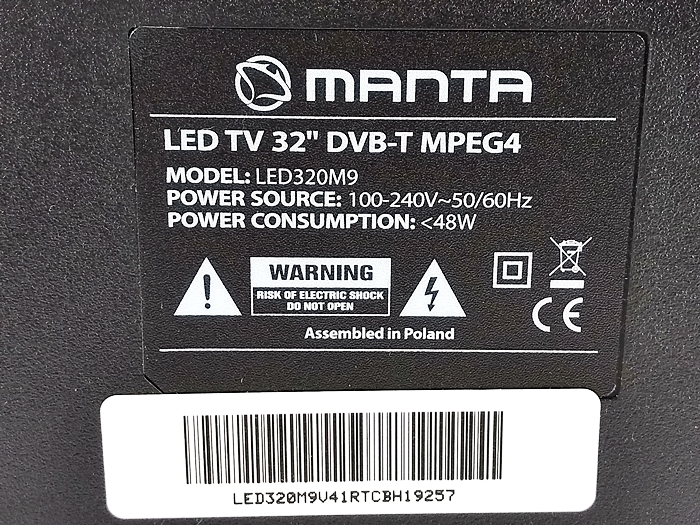 MANTA
LED TV 32" DVB-T MPEG4
MODEL: LED320M9
POWER SOURCE: 100-240V~50/60Hz
POWER CONSUMPTION: <48W
WARNING
RISK OF ELECTRIC SHOCK
DO NOT OPEN
CE
Assembled in Poland
LED320M9V41RTCBH19257